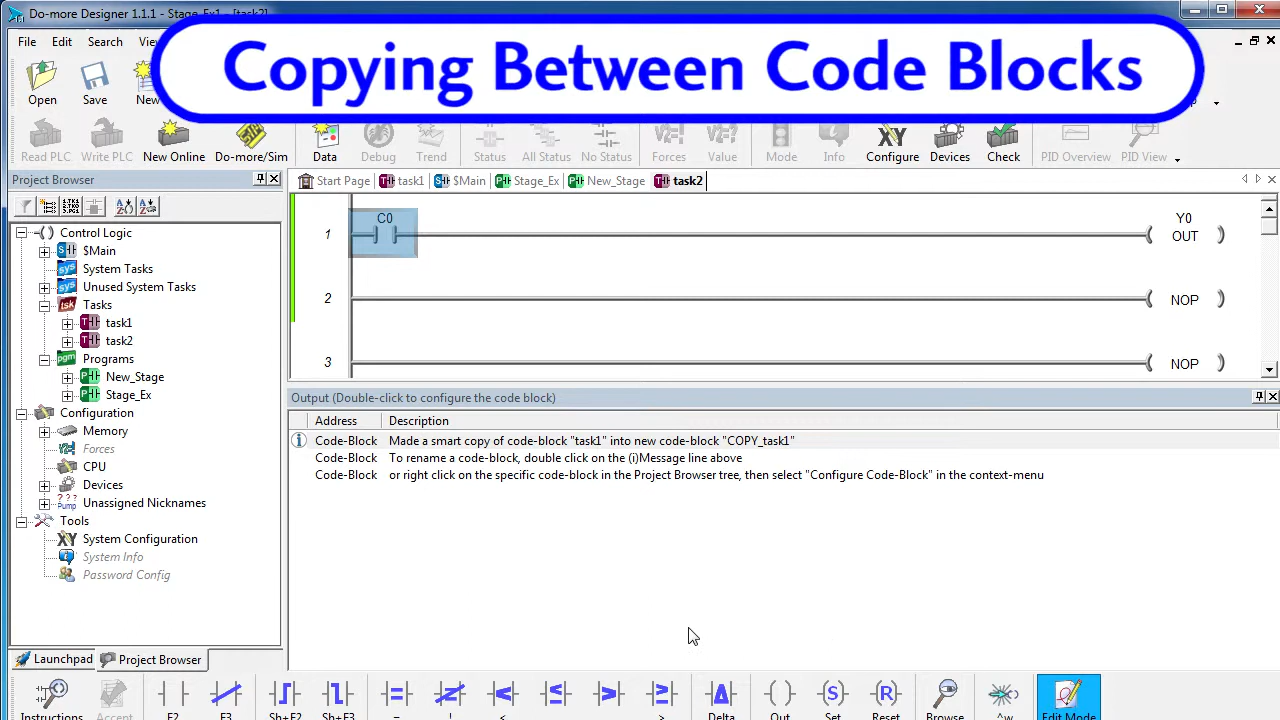 Do-more Designer 1.1.1 - Stage_Ex1 - [task2]
Copying Between Code Blocks
File Edit Search
Open Save New
Read PLC Write PLC New Online Do-more/Sim Data Debug Trend Status All Status No Status Forces Value Mode Info Configure Devices Check PID Overview PID View
Project Browser
Start Page task1 $Main Stage_Ex New_Stage task2
Control Logic
$Main
System Tasks
Unused System Tasks
Tasks
task1
task2
Programs
New_Stage
Stage_Ex
Configuration
Memory
Forces
CPU
Devices
Unassigned Nicknames
Tools
System Configuration
System Info
Password Config
Launchpad Project Browser
C0 Y0
1 OUT
2 NOP
3 NOP
Output (Double-click to configure the code block)
Address Description
Code-Block Made a smart copy of code-block "task1" into new code-block "COPY_task1"
Code-Block To rename a code-block, double click on the (i)Message line above
Code-Block or right click on the specific code-block in the Project Browser tree, then select "Configure Code-Block" in the context-menu
Instructions Accept F2 F3 Sh+F2 Sh+F3 = ! < > Delta Out Set Reset Browse ^w Edit Mode